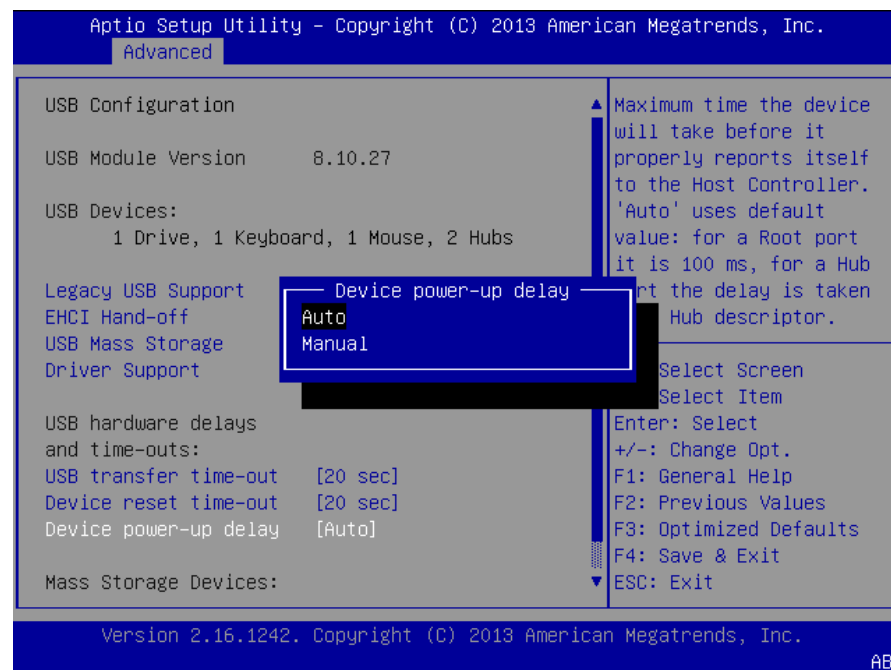 Aptio Setup Utility – Copyright (C) 2013 American Megatrends, Inc.
Advanced
USB Configuration
USB Module Version 8.10.27
USB Devices:
1 Drive, 1 Keyboard, 1 Mouse, 2 Hubs
Legacy USB Support
EHCI Hand-off
USB Mass Storage
Driver Support
USB hardware delays
and time-outs:
USB transfer time-out [20 sec]
Device reset time-out [20 sec]
Device power-up delay [Auto]
Mass Storage Devices:
Device power-up delay
Auto
Manual
Maximum time the device
will take before it
properly reports itself
to the Host Controller.
'Auto' uses default
value: for a Root port
it is 100 ms, for a Hub
the delay is taken
Hub descriptor.
Select Screen
Select Item
Enter: Select
+/-: Change Opt.
F1: General Help
F2: Previous Values
F3: Optimized Defaults
F4: Save & Exit
ESC: Exit
Version 2.16.1242. Copyright (C) 2013 American Megatrends, Inc.
AB